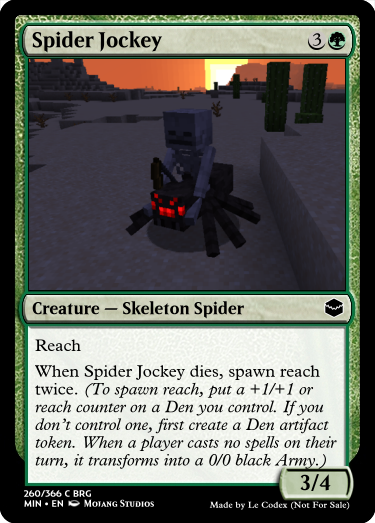 Spider Jockey 3
Creature — Skeleton Spider
Reach
When Spider Jockey dies, spawn reach
twice. (To spawn reach, put a +1/+1 or
reach counter on a Den you control. If you
don't control one, first create a Den artifact
token. When a player casts no spells on their
turn, it transforms into a 0/0 black Army.)
3/4
260/366 C BRG
MIN • EN Mojang Studios
Made by Le Codex (Not For Sale)